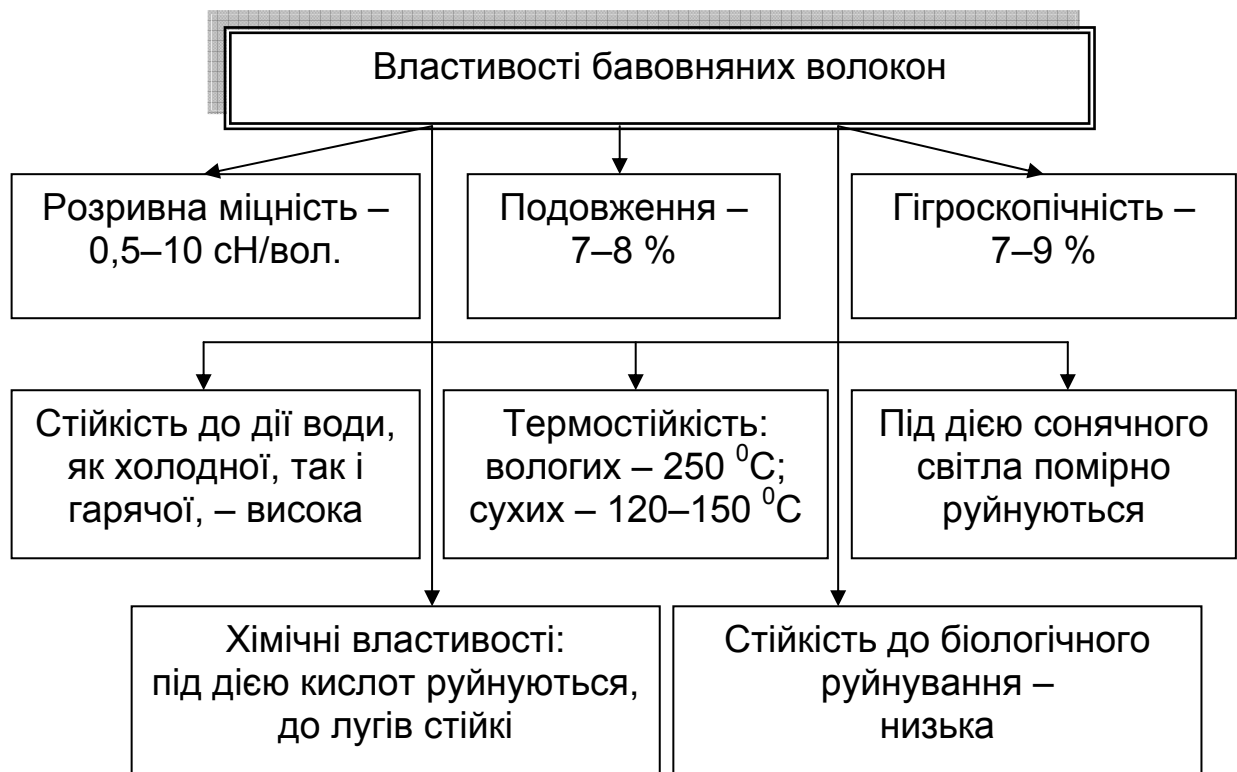 Властивості бавовняних волокон
Розривна міцність –
0,5–10 сН/вол.
Подовження –
7–8 %
Гігроскопічність –
7–9 %
Стійкість до дії води,
як холодної, так і
гарячої, – висока
Термостійкість:
вологих – 250 ⁰С;
сухих – 120–150 ⁰С
Під дією сонячного
світла помірно
руйнуються
Хімічні властивості:
під дією кислот руйнуються,
до лугів стійкі
Стійкість до біологічного
руйнування –
низька